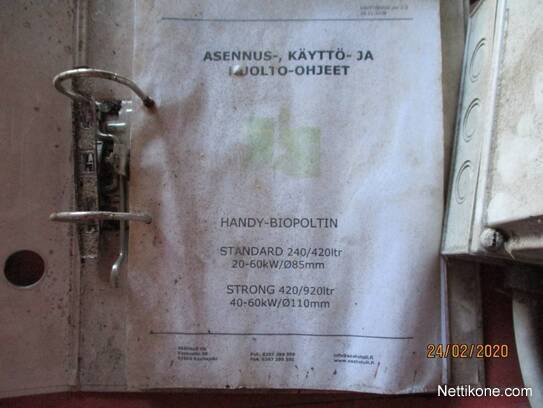 ASENNUS-, KÄYTTÖ- JA
HUOLTO-OHJEET
HANDY-BIOPOLTIN
STANDARD 240/420ltr
20-60kW/Ø85mm
STRONG 420/920ltr
40-60kW/Ø110mm
24/02/2020
Nettikone.com